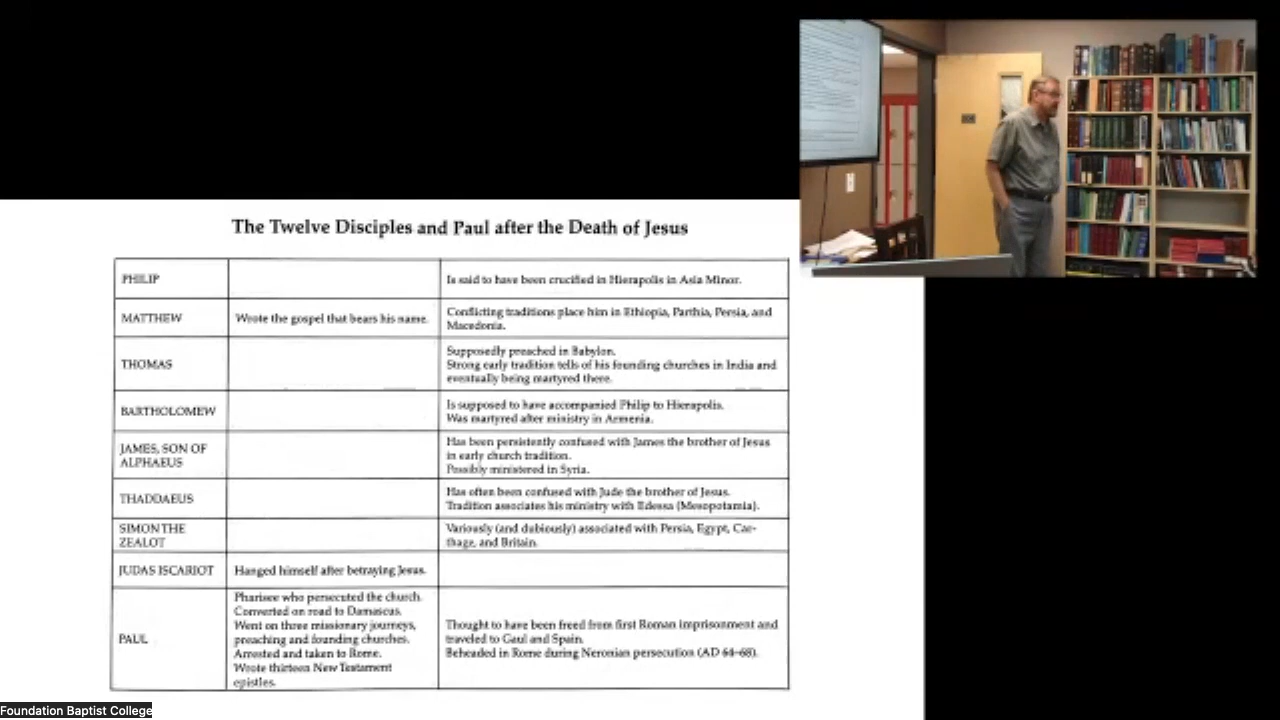 The Twelve Disciples and Paul after the Death of Jesus
PHILIP
Is said to have been crucified in Hierapolis in Asia Minor.
MATTHEW
Wrote the gospel that bears his name.
Conflicting traditions place him in Ethiopia, Parthia, Persia, and
Macedonia.
THOMAS
Supposedly preached in Babylon.
Strong early tradition tells of his founding churches in India and
eventually being martyred there.
BARTHOLOMEW
Is supposed to have accompanied Philip to Hierapolis.
Was martyred after ministry in Armenia.
JAMES, SON OF
ALPHAEUS
Has been persistently confused with James the brother of Jesus
in early church tradition.
Possibly ministered in Syria.
THADDAEUS
Has often been confused with Jude the brother of Jesus.
Tradition associates his ministry with Edessa (Mesopotamia).
SIMON THE
ZEALOT
Variously (and dubiously) associated with Persia, Egypt, Car-
thage, and Britain.
JUDAS ISCARIOT
Hanged himself after betraying Jesus.
PAUL
Pharisee who persecuted the church.
Converted on road to Damascus.
Went on three missionary journeys,
preaching and founding churches.
Arrested and taken to Rome.
Wrote thirteen New Testament
epistles.
Thought to have been freed from first Roman imprisonment and
traveled to Gaul and Spain.
Beheaded in Rome during Neronian persecution (AD 64–68).
Foundation Baptist College